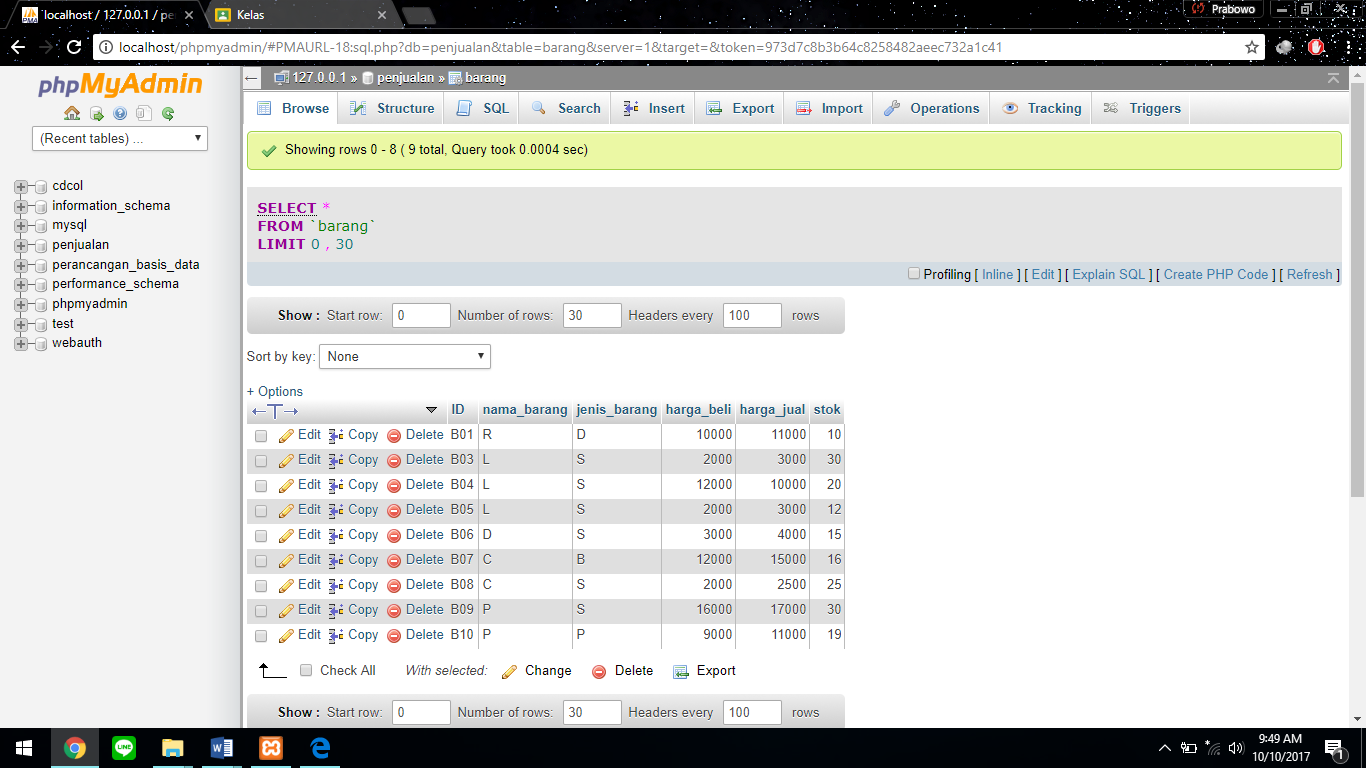 localhost / 127.0.0.1 / pe
Kelas
Prabowo
localhost/phpmyadmin/#PMAURL-18:sql.php?db=penjualan&table=barang&server=1&target=&token=973d7c8b3b64c8258482aeec732a1c41
phpMyAdmin
(Recent tables) ...
cdcol
information_schema
mysql
penjualan
perancangan_basis_data
performance_schema
phpmyadmin
test
webauth
127.0.0.1 » penjualan » barang
Browse Structure SQL Search Insert Export Import Operations Tracking Triggers
Showing rows 0 - 8 ( 9 total, Query took 0.0004 sec)
SELECT *
FROM `barang`
LIMIT 0 , 30
Profiling [ Inline ] [ Edit ] [ Explain SQL ] [ Create PHP Code ] [ Refresh ]
Show : Start row: 0 Number of rows: 30 Headers every 100 rows
Sort by key: None
+ Options
←T→ ID nama_barang jenis_barang harga_beli harga_jual stok
Edit Copy Delete B01 R D 10000 11000 10
Edit Copy Delete B03 L S 2000 3000 30
Edit Copy Delete B04 L S 12000 10000 20
Edit Copy Delete B05 L S 2000 3000 12
Edit Copy Delete B06 D S 3000 4000 15
Edit Copy Delete B07 C B 12000 15000 16
Edit Copy Delete B08 C S 2000 2500 25
Edit Copy Delete B09 P S 16000 17000 30
Edit Copy Delete B10 P P 9000 11000 19
Check All With selected: Change Delete Export
Show : Start row: 0 Number of rows: 30 Headers every 100 rows
9:49 AM
10/10/2017
1